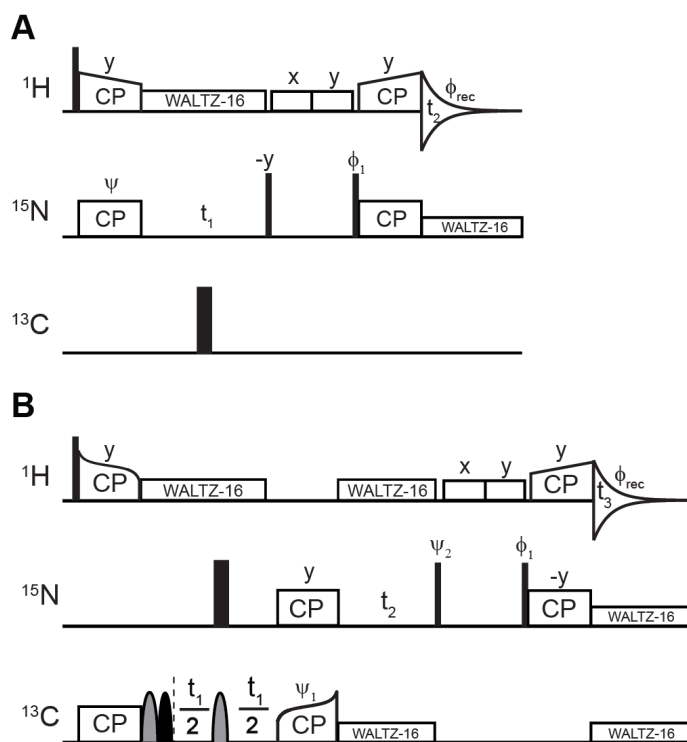 A
y x y y
¹H CP WALTZ-16 CP t₂ ϕrec
ψ -y ϕ₁
¹⁵N CP t₁ CP WALTZ-16
¹³C
B
y x y y
¹H CP WALTZ-16 WALTZ-16 CP t₃ ϕrec
y ψ₂ ϕ₁ -y
¹⁵N CP t₂ CP WALTZ-16
t₁ t₁ ψ₁
¹³C CP 2 2 CP WALTZ-16 WALTZ-16